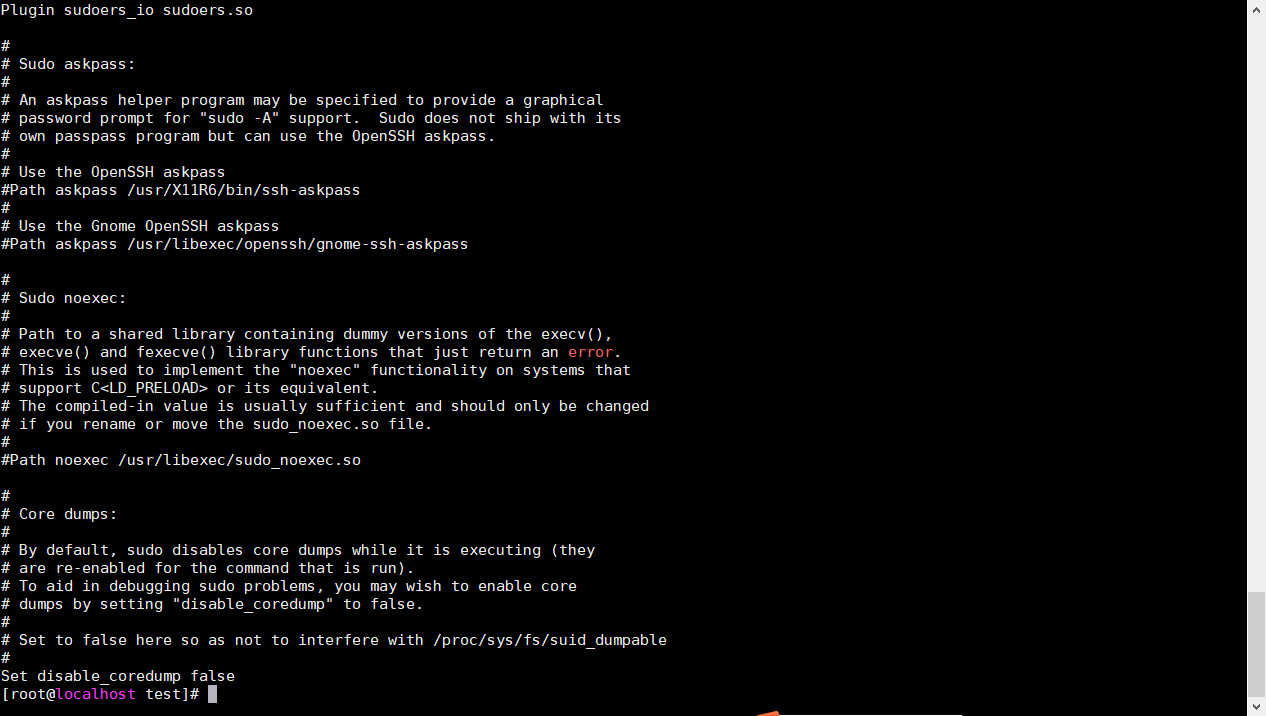 Plugin sudoers_io sudoers.so
#
# Sudo askpass:
#
# An askpass helper program may be specified to provide a graphical
# password prompt for "sudo -A" support.  Sudo does not ship with its
# own passpass program but can use the OpenSSH askpass.
#
# Use the OpenSSH askpass
#Path askpass /usr/X11R6/bin/ssh-askpass
#
# Use the Gnome OpenSSH askpass
#Path askpass /usr/libexec/openssh/gnome-ssh-askpass
#
# Sudo noexec:
#
# Path to a shared library containing dummy versions of the execv(),
# execve() and fexecve() library functions that just return an error.
# This is used to implement the "noexec" functionality on systems that
# support C<LD_PRELOAD> or its equivalent.
# The compiled-in value is usually sufficient and should only be changed
# if you rename or move the sudo_noexec.so file.
#
#Path noexec /usr/libexec/sudo_noexec.so
#
# Core dumps:
#
# By default, sudo disables core dumps while it is executing (they
# are re-enabled for the command that is run).
# To aid in debugging sudo problems, you may wish to enable core
# dumps by setting "disable_coredump" to false.
#
# Set to false here so as not to interfere with /proc/sys/fs/suid_dumpable
#
Set disable_coredump false
[root@localhost test]#